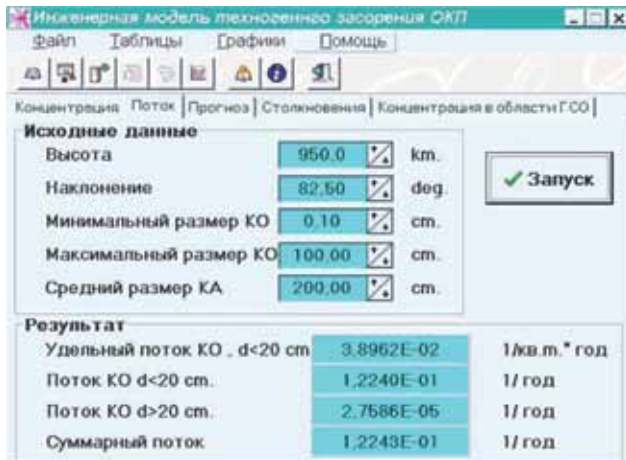 Инженерная модель техногенного засорения ОКП
Файл Таблицы Графики Помощь
Концентрация Поток Прогноз Столкновения Концентрация в области ГСО
Исходные данные
Высота 950,0 km.
Наклонение 82,50 deg.
Минимальный размер КО 0,10 cm.
Максимальный размер КО 100,00 cm.
Средний размер КА 200,00 cm.
Запуск
Результат
Удельный поток КО , d<20 cm 3,8962E-02 1/кв.m.* год
Поток КО d<20 cm. 1,2240E-01 1/ год
Поток КО d>20 cm. 2,7586E-05 1/ год
Суммарный поток 1,2243E-01 1/ год